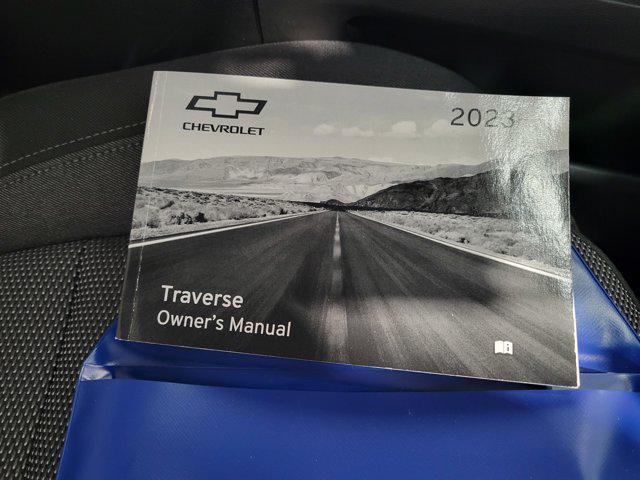 CHEVROLET
2023
Traverse
Owner's Manual